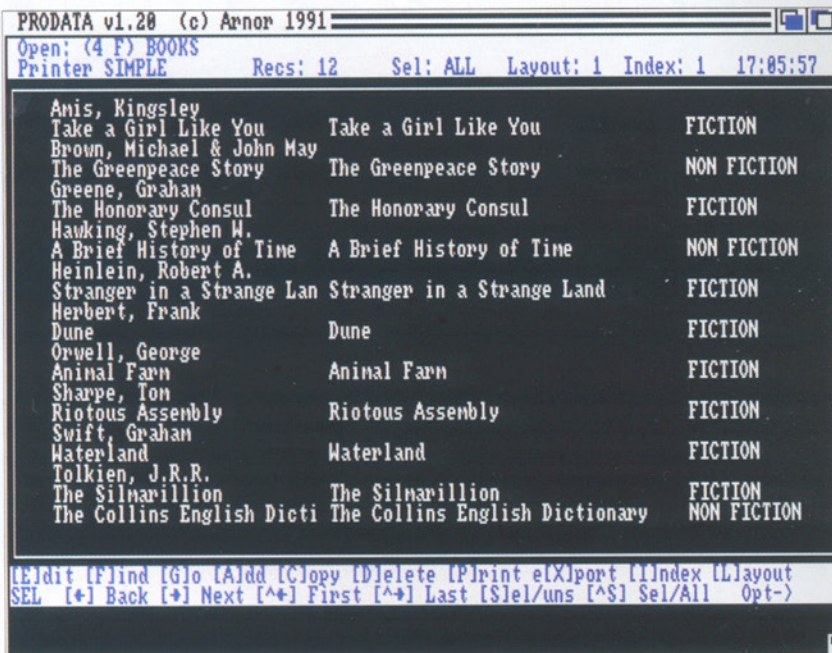 PRODATA v1.20 (c) Arnor 1991
Open: (4 F) BOOKS
Printer SIMPLE Recs: 12 Sel: ALL Layout: 1 Index: 1 17:05:57
Amis, Kingsley
Take a Girl Like You Take a Girl Like You FICTION
Brown, Michael & John May
The Greenpeace Story The Greenpeace Story NON FICTION
Greene, Graham
The Honorary Consul The Honorary Consul FICTION
Hawking, Stephen W.
A Brief History of Time A Brief History of Time NON FICTION
Heinlein, Robert A.
Stranger in a Strange Lan Stranger in a Strange Land FICTION
Herbert, Frank
Dune Dune FICTION
Orwell, George
Animal Farm Animal Farm FICTION
Sharpe, Tom
Riotous Assembly Riotous Assembly FICTION
Swift, Graham
Waterland Waterland FICTION
Tolkien, J.R.R.
The Silmarillion The Silmarillion FICTION
The Collins English Dicti The Collins English Dictionary NON FICTION
[E]dit [F]ind [G]o [A]dd [C]opy [D]elete [P]rint e[X]port [I]ndex [L]ayout
SEL [←] Back [→] Next [^←] First [^→] Last [S]el/uns [^S] Sel/All Opt->